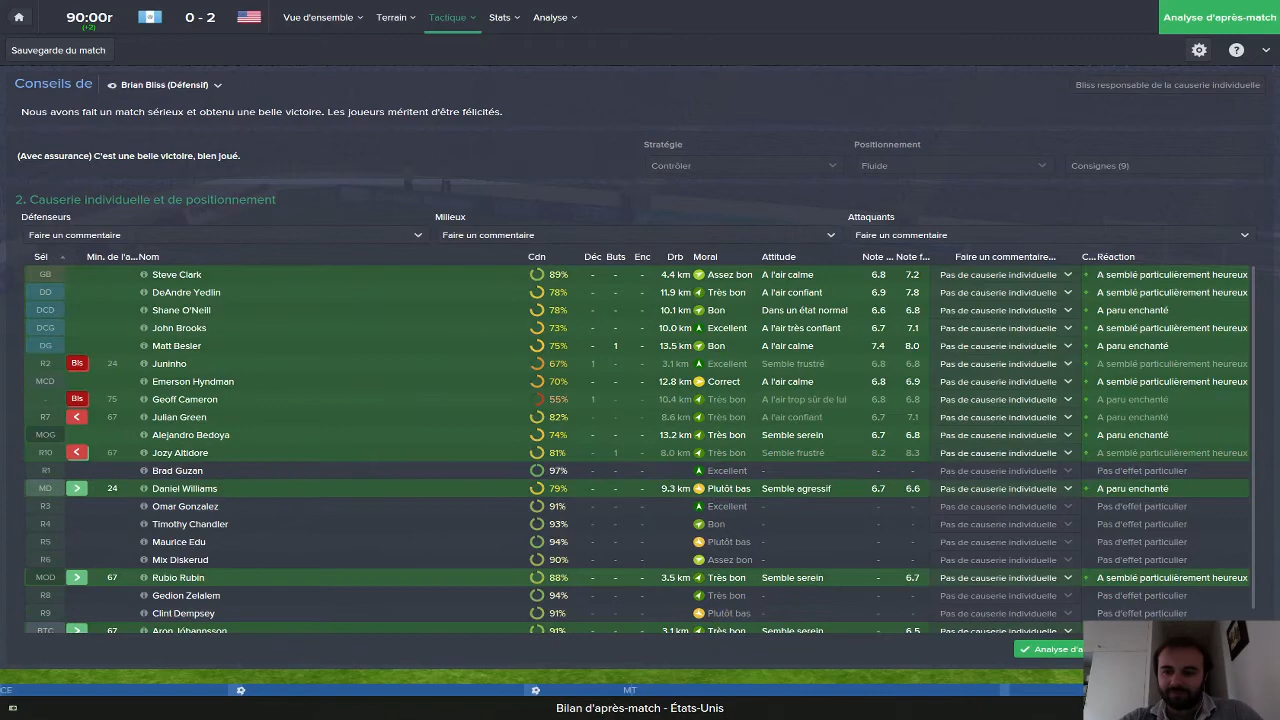 90:00r 0 - 2 Vue d'ensemble Terrain Tactique Stats Analyse Analyse d'après-match
(+2)
Sauvegarde du match
Conseils de Brian Bliss (Défensif) Bliss responsable de la causerie individuelle
Nous avons fait un match sérieux et obtenu une belle victoire. Les joueurs méritent d'être félicités.
Stratégie Positionnement
(Avec assurance) C'est une belle victoire, bien joué.
Contrôler Fluide Consignes (9)
2. Causerie individuelle et de positionnement
Défenseurs Milieux Attaquants
Faire un commentaire Faire un commentaire Faire un commentaire
Sél Min. de l'a... Nom Cdn Déc Buts Enc Drb Moral Attitude Note ... Note f... Faire un commentaire... C... Réaction
GB Steve Clark 89% - - - 4.4 km Assez bon A l'air calme 6.8 7.2 Pas de causerie individuelle A semblé particulièrement heureux
DD DeAndre Yedlin 78% - - - 11.9 km Très bon A l'air confiant 6.9 7.8 Pas de causerie individuelle A semblé particulièrement heureux
DCD Shane O'Neill 78% - - - 10.1 km Bon Dans un état normal 6.6 6.8 Pas de causerie individuelle A paru enchanté
DCG John Brooks 73% - - - 10.0 km Excellent A l'air très confiant 6.7 7.1 Pas de causerie individuelle A semblé particulièrement heureux
DG Matt Besler 75% - 1 - 13.5 km Bon A l'air calme 7.4 8.0 Pas de causerie individuelle A paru enchanté
R2 Bls 24 Juninho 67% 1 - - 3.1 km Excellent Semble frustré 6.8 6.8 Pas de causerie individuelle A semblé particulièrement heureux
MCD Emerson Hyndman 70% - - - 12.8 km Correct A l'air calme 6.8 6.9 Pas de causerie individuelle A semblé particulièrement heureux
- Bls 75 Geoff Cameron 55% 1 - - 10.4 km Très bon A l'air trop sûr de lui 6.8 6.8 Pas de causerie individuelle A paru enchanté
R7 67 Julian Green 82% - - - 8.6 km Très bon A l'air confiant 6.7 7.1 Pas de causerie individuelle A paru enchanté
MOG Alejandro Bedoya 74% - - - 13.2 km Très bon Semble serein 6.7 6.8 Pas de causerie individuelle A paru enchanté
R10 67 Jozy Altidore 81% - 1 - 8.0 km Très bon Semble frustré 8.2 8.3 Pas de causerie individuelle A semblé particulièrement heureux
R1 Brad Guzan 97% - - - Excellent - - - Pas de causerie individuelle Pas d'effet particulier
MD 24 Daniel Williams 79% - - - 9.3 km Plutôt bas Semble agressif 6.7 6.6 Pas de causerie individuelle A paru enchanté
R3 Omar Gonzalez 91% - - - Excellent - - - Pas de causerie individuelle Pas d'effet particulier
R4 Timothy Chandler 93% - - - Bon - - - Pas de causerie individuelle Pas d'effet particulier
R5 Maurice Edu 94% - - - Plutôt bas - - - Pas de causerie individuelle Pas d'effet particulier
R6 Mix Diskerud 90% - - - Assez bon - - - Pas de causerie individuelle Pas d'effet particulier
MOD 67 Rubio Rubin 88% - - - 3.5 km Très bon Semble serein - 6.7 Pas de causerie individuelle A semblé particulièrement heureux
R8 Gedion Zelalem 94% - - - Très bon - - - Pas de causerie individuelle Pas d'effet particulier
R9 Clint Dempsey 91% - - - Plutôt bas - - - Pas de causerie individuelle Pas d'effet particulier
BTC 67 Aron Jóhannsson 91% - - - 3.1 km Très bon Semble serein - 6.5 Pas de causerie individuelle
Analyse d'a
CE MT
Bilan d'après-match - États-Unis